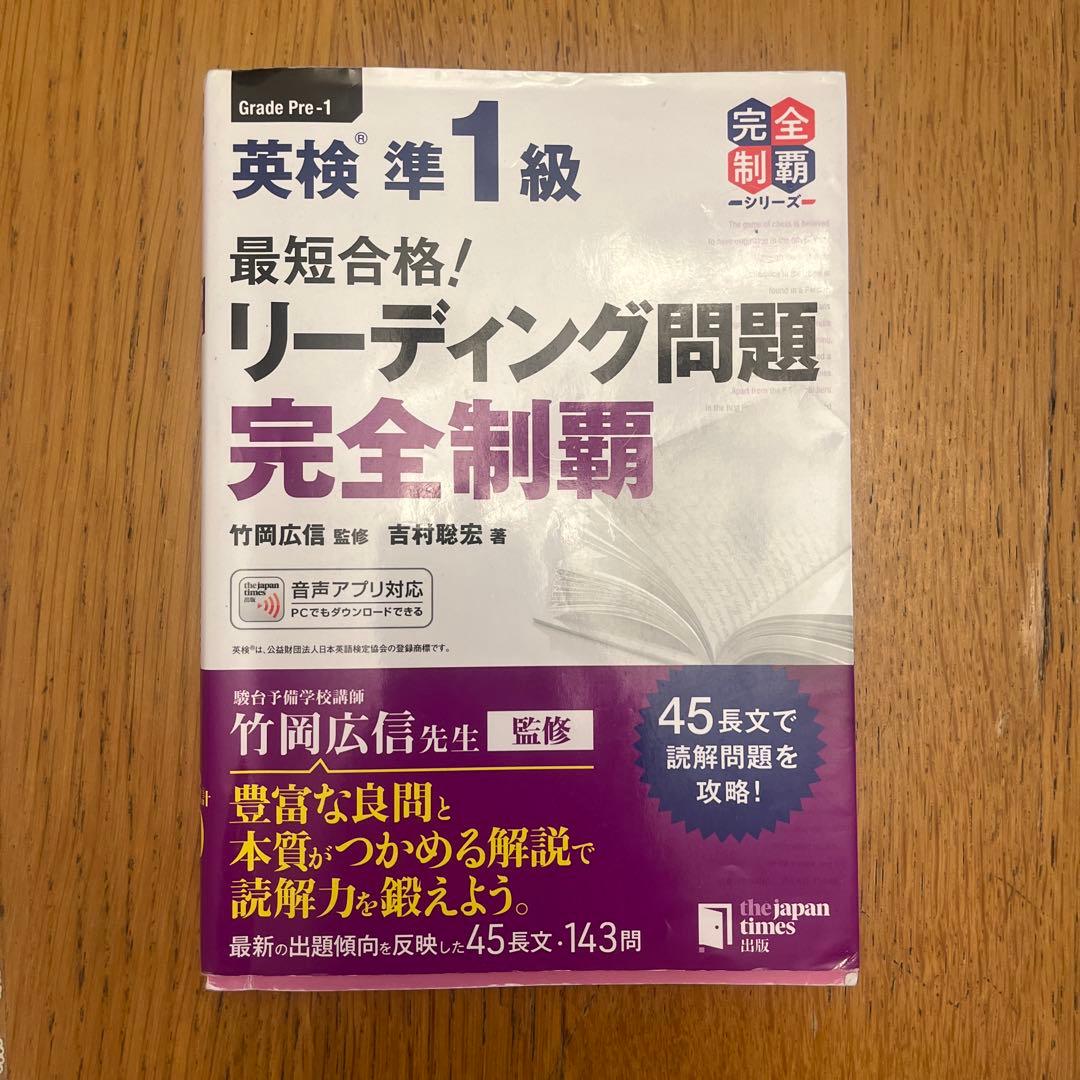 Grade Pre-1
英検® 準1級
完全
制覇
シリーズ
最短合格!
リーディング問題
完全制覇
竹岡広信 監修 吉村聡宏 著
the japan times 出版
音声アプリ対応
PCでもダウンロードできる
英検®は、公益財団法人日本英語検定協会の登録商標です。
駿台予備学校講師
竹岡広信先生 監修
豊富な良問と
本質がつかめる解説で
読解力を鍛えよう。
最新の出題傾向を反映した45長文・143問
45長文で
読解問題を
攻略!
the japan
times
出版